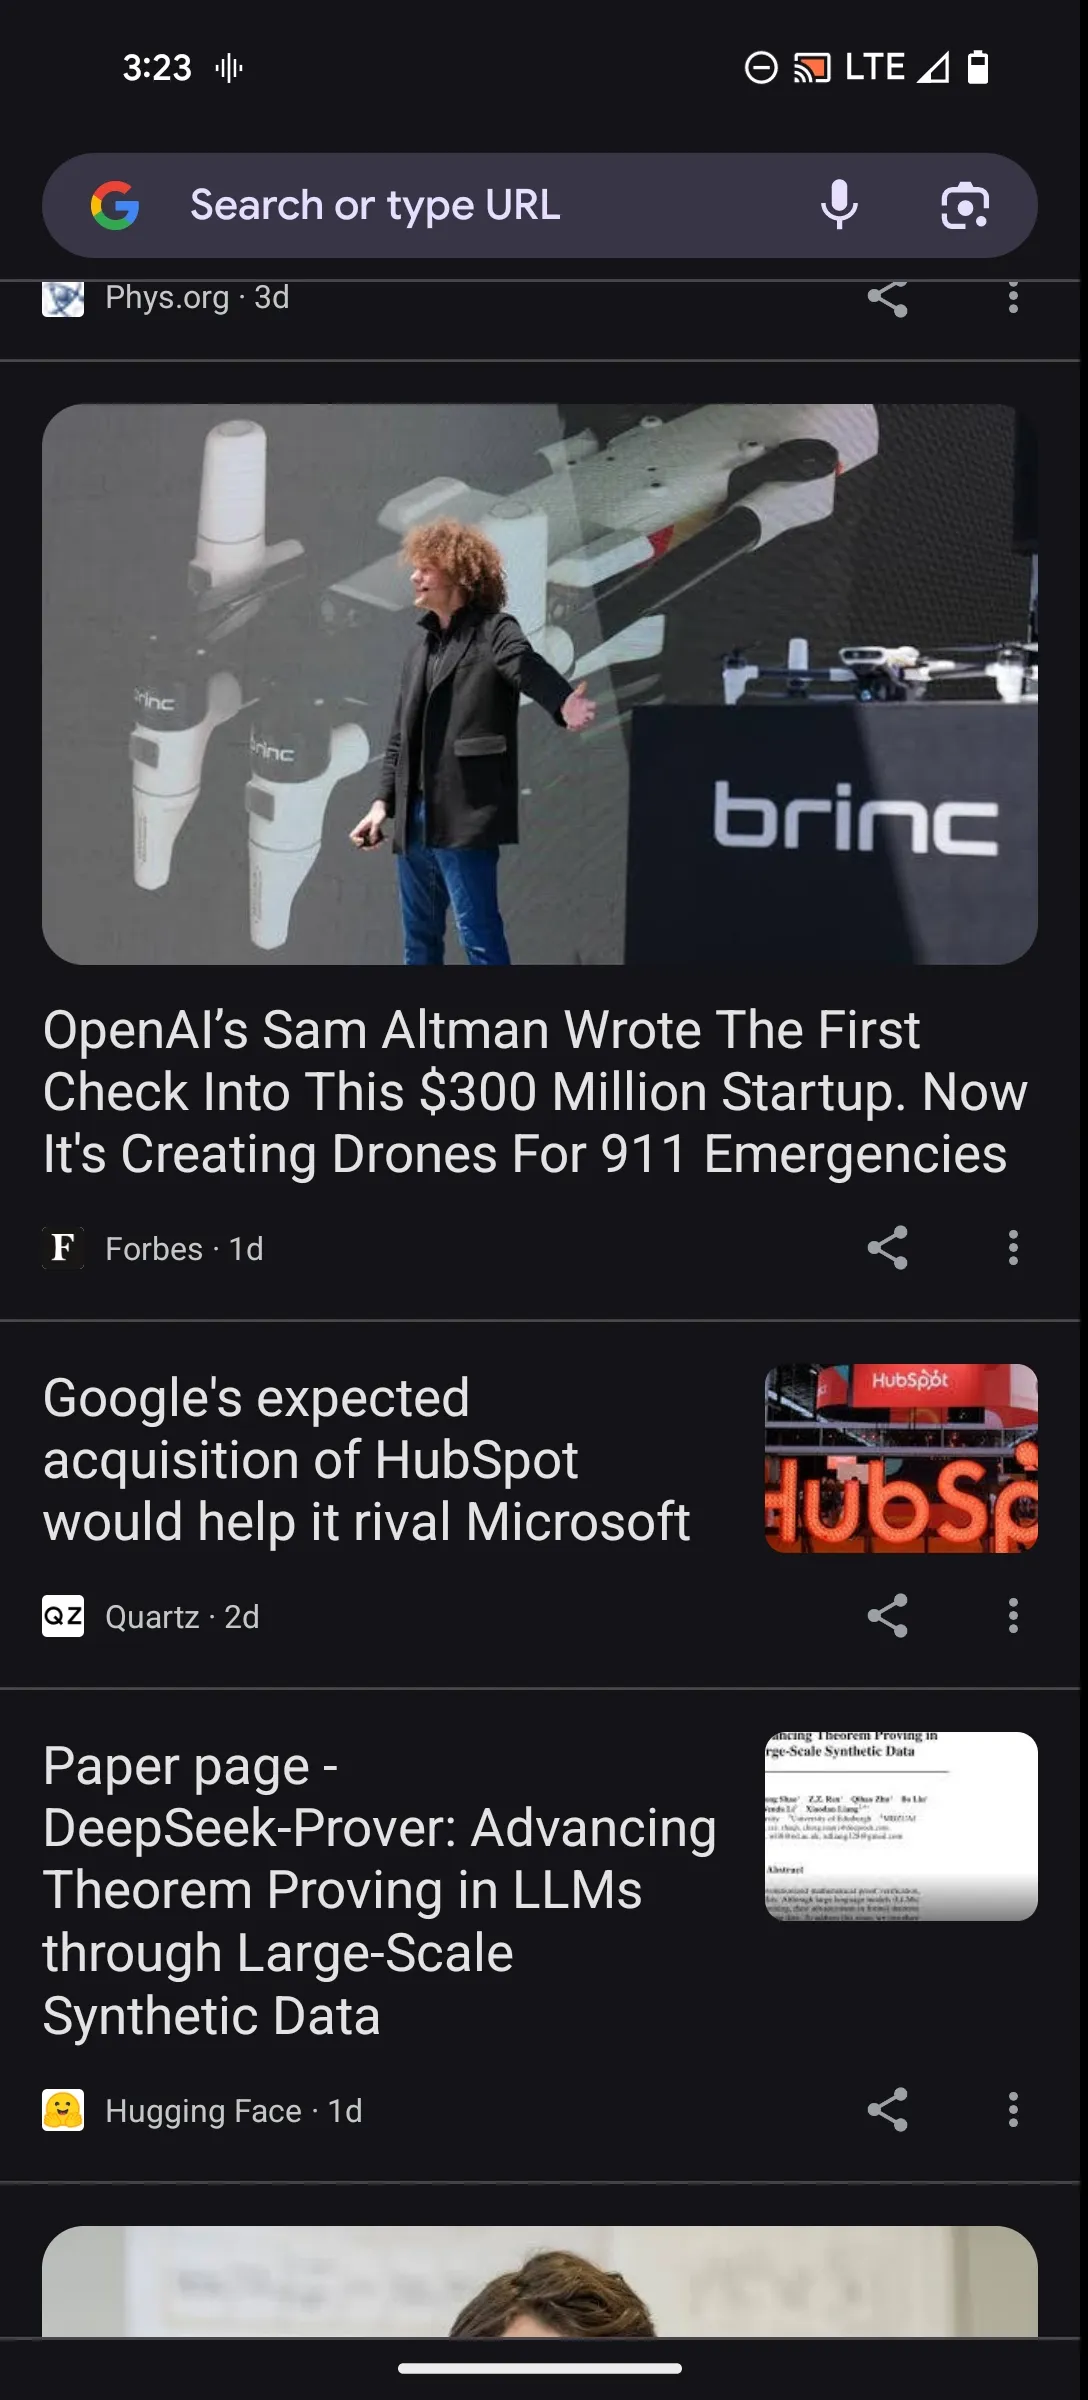 3:23
LTE
Search or type URL
Phys.org · 3d
brinc
brinc
brinc
OpenAI’s Sam Altman Wrote The First
Check Into This $300 Million Startup. Now
It's Creating Drones For 911 Emergencies
F
Forbes · 1d
Google's expected
acquisition of HubSpot
would help it rival Microsoft
HubSpot
HubSp
QZ
Quartz · 2d
Paper page -
DeepSeek-Prover: Advancing
Theorem Proving in LLMs
through Large-Scale
Synthetic Data
ancing Theorem Proving in
rge-Scale Synthetic Data
Abstract
Hugging Face · 1d